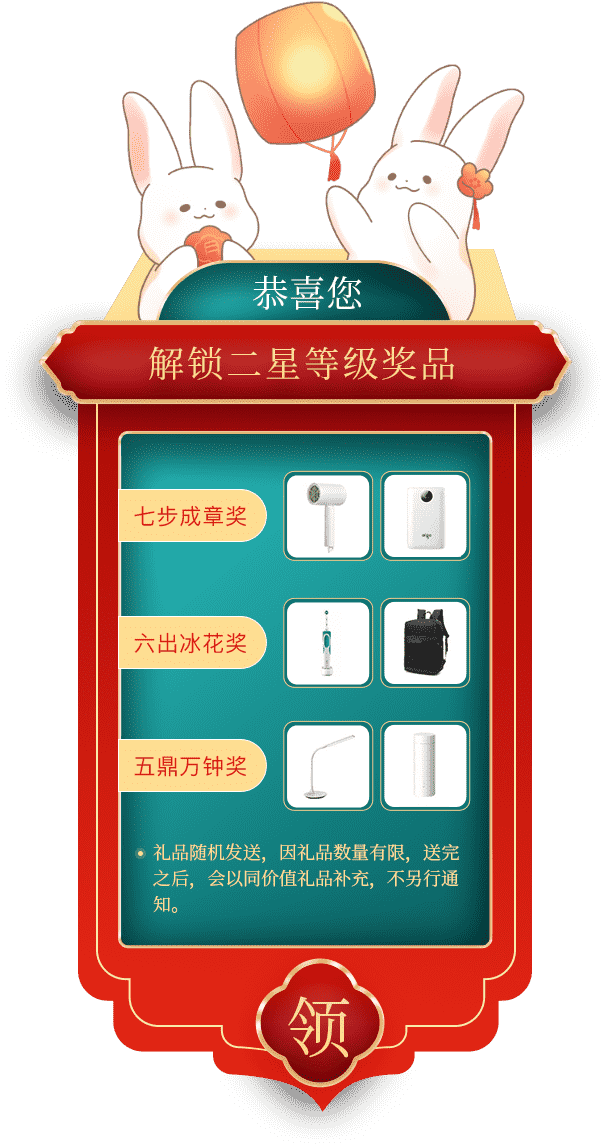 恭喜您
解锁二星等级奖品
七步成章奖
六出冰花奖
五鼎万钟奖
礼品随机发送，因礼品数量有限，送完
之后，会以同价值礼品补充，不另行通
知。
领